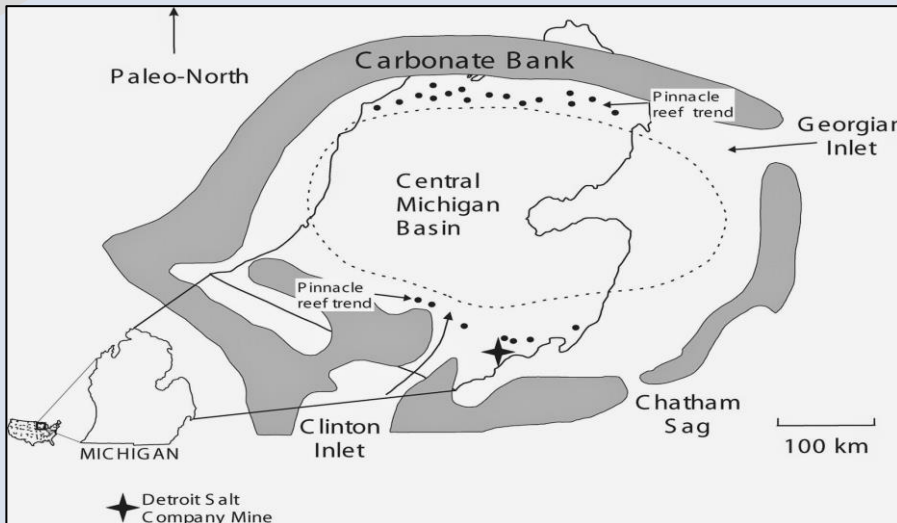 Paleo-North
Carbonate Bank
Pinnacle
reef trend
Georgian
Inlet
Central
Michigan
Basin
Pinnacle
reef trend
Clinton
Inlet
Chatham
Sag
100 km
MICHIGAN
Detroit Salt
Company Mine